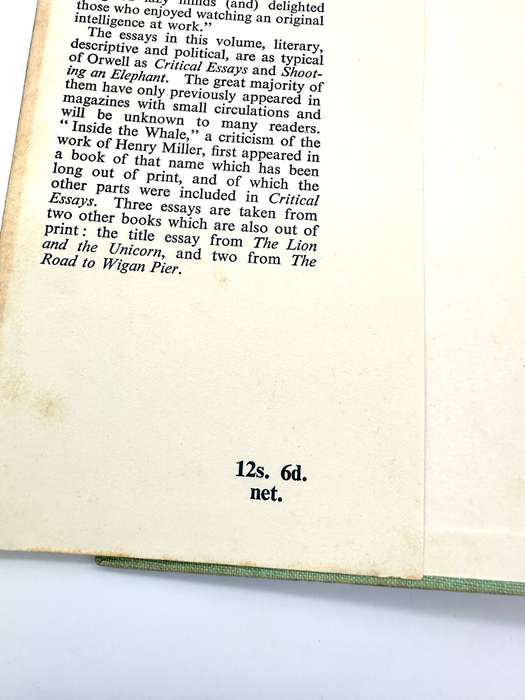 minds (and) delighted
those who enjoyed watching an original
intelligence at work.”
The essays in this volume, literary,
descriptive and political, are as typical
of Orwell as Critical Essays and Shoot-
ing an Elephant. The great majority of
them have only previously appeared in
magazines with small circulations and
will be unknown to many readers.
“Inside the Whale,” a criticism of the
work of Henry Miller, first appeared in
a book of that name which has been
long out of print, and of which the
other parts were included in Critical
Essays. Three essays are taken from
two other books which are also out of
print: the title essay from The Lion
and the Unicorn, and two from The
Road to Wigan Pier.
12s. 6d.
net.